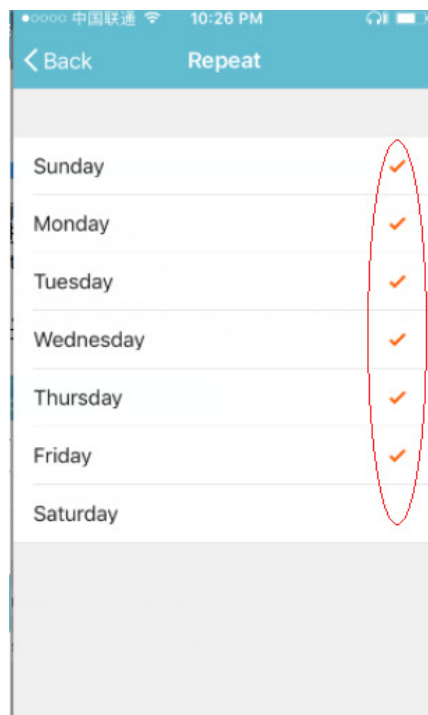 中国联通 10:26 PM
Back Repeat
Sunday
Monday
Tuesday
Wednesday
Thursday
Friday
Saturday